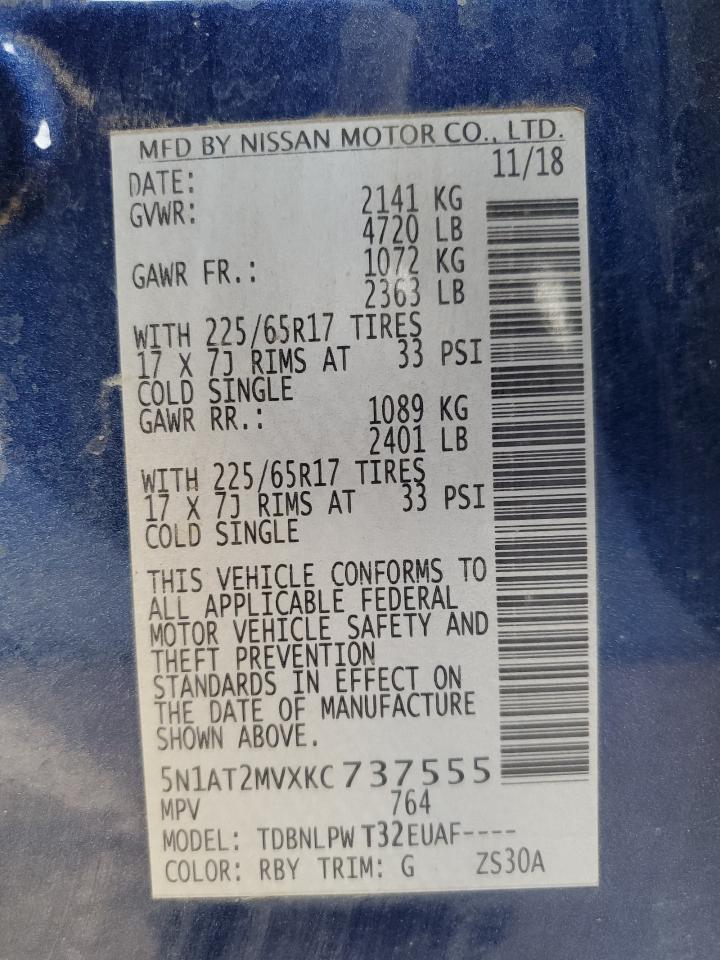 MFD BY NISSAN MOTOR CO., LTD.
DATE: 11/18
GVWR: 2141 KG
4720 LB
GAWR FR.: 1072 KG
2363 LB
WITH 225/65R17 TIRES
17 X 7J RIMS AT 33 PSI
COLD SINGLE
GAWR RR.: 1089 KG
2401 LB
WITH 225/65R17 TIRES
17 X 7J RIMS AT 33 PSI
COLD SINGLE
THIS VEHICLE CONFORMS TO
ALL APPLICABLE FEDERAL
MOTOR VEHICLE SAFETY AND
THEFT PREVENTION
STANDARDS IN EFFECT ON
THE DATE OF MANUFACTURE
SHOWN ABOVE.
5N1AT2MVXKC737555
MPV 764
MODEL: TDBNLPW T32EUAF----
COLOR: RBY TRIM: G ZS30A